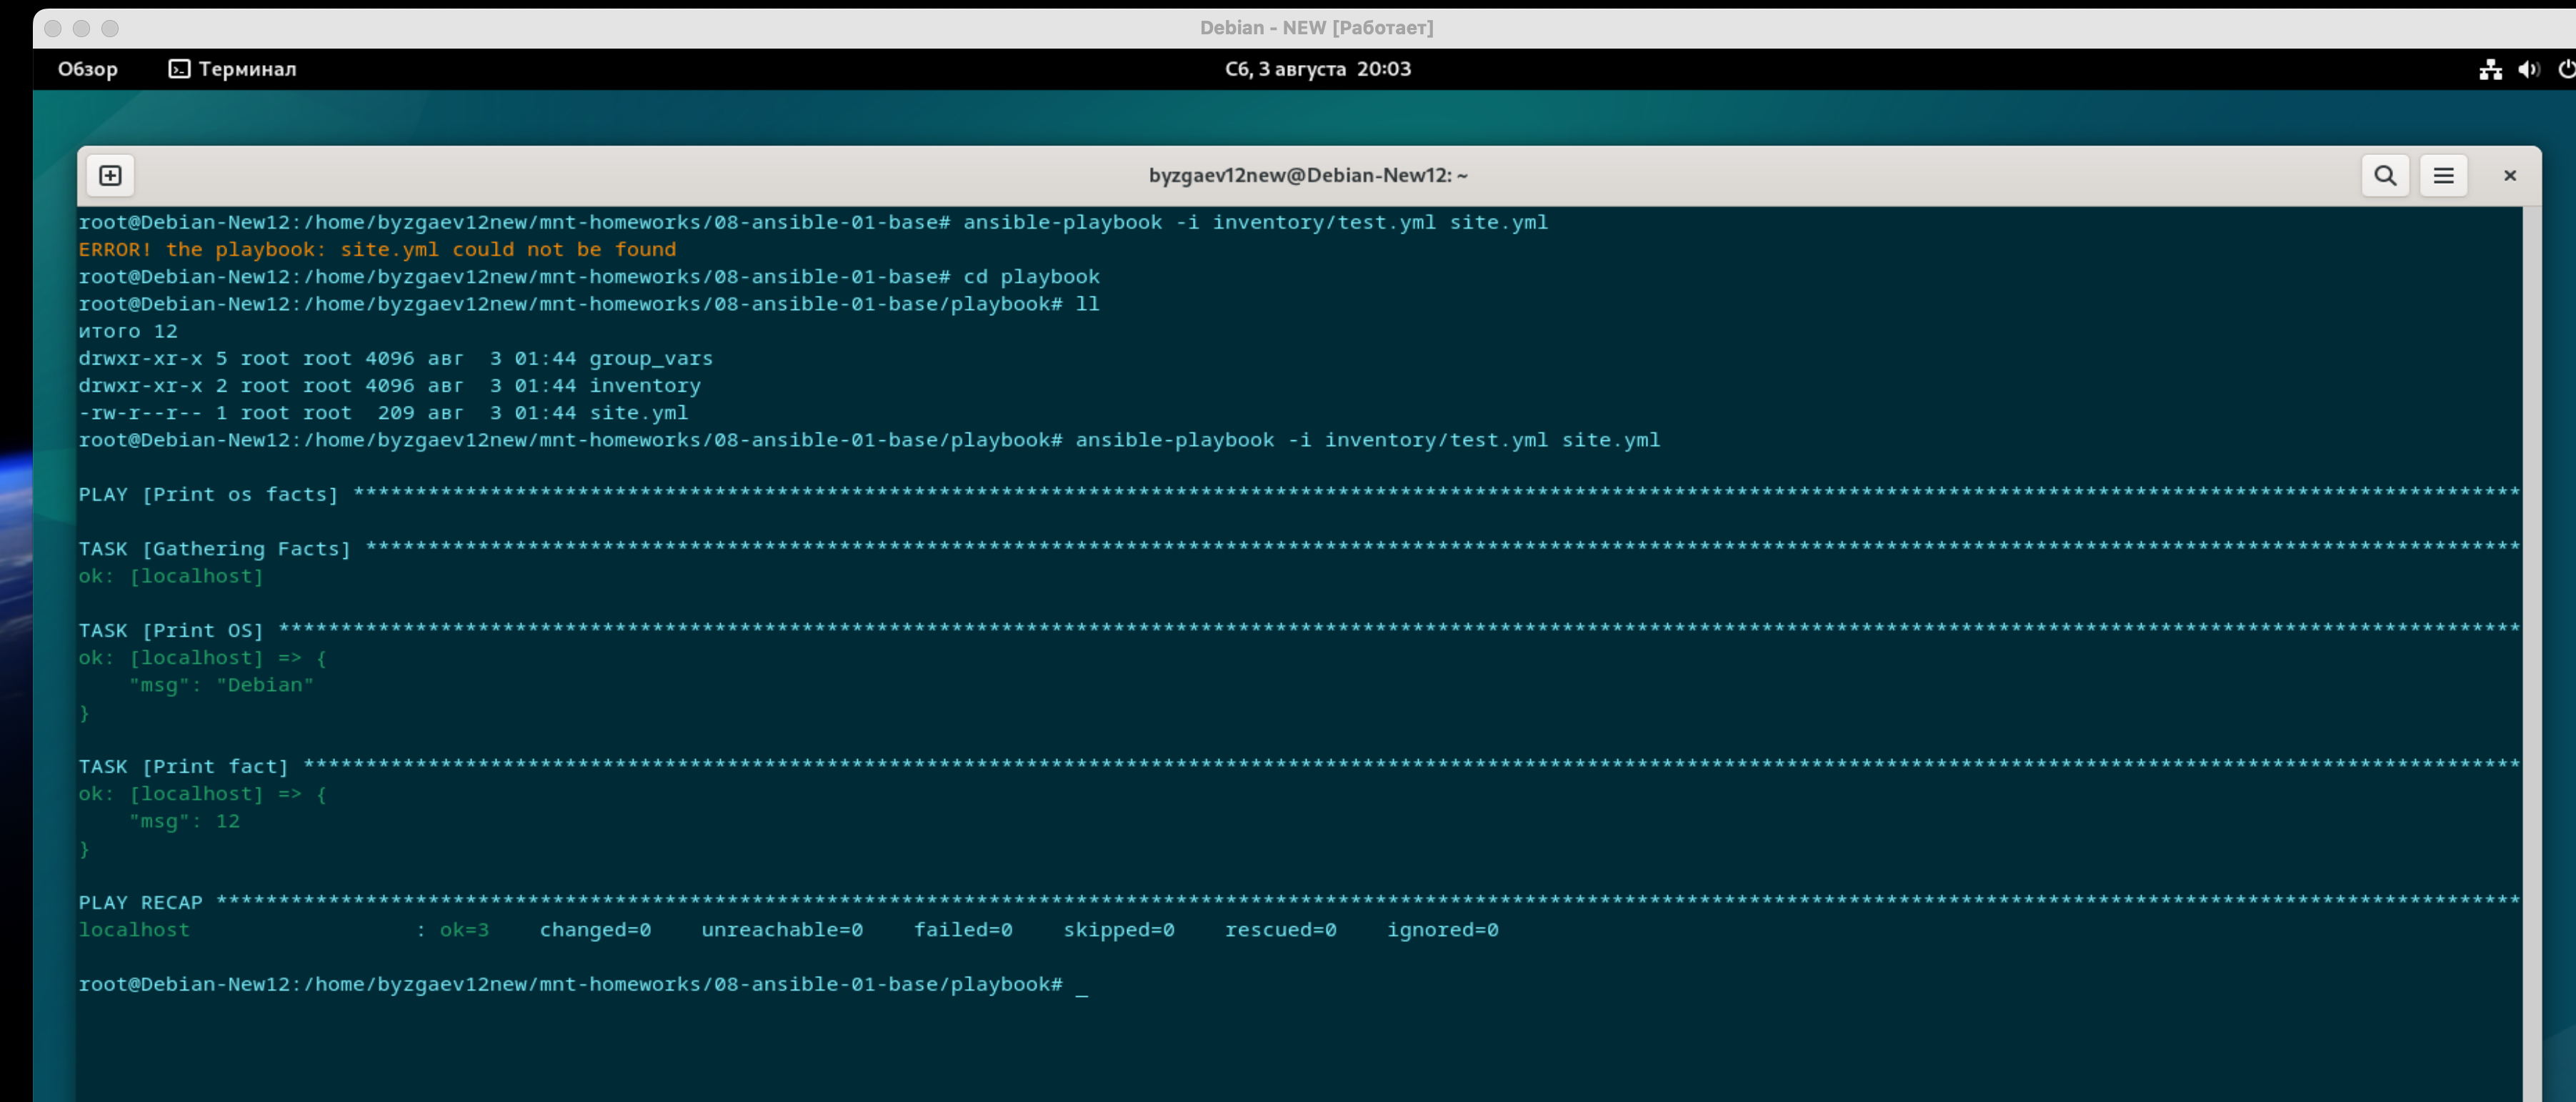 Debian - NEW [Работает]
Обзор Терминал Сб, 3 августа 20:03
byzgaev12new@Debian-New12: ~
root@Debian-New12:/home/byzgaev12new/mnt-homeworks/08-ansible-01-base# ansible-playbook -i inventory/test.yml site.yml
ERROR! the playbook: site.yml could not be found
root@Debian-New12:/home/byzgaev12new/mnt-homeworks/08-ansible-01-base# cd playbook
root@Debian-New12:/home/byzgaev12new/mnt-homeworks/08-ansible-01-base/playbook# ll
итого 12
drwxr-xr-x 5 root root 4096 авг  3 01:44 group_vars
drwxr-xr-x 2 root root 4096 авг  3 01:44 inventory
-rw-r--r-- 1 root root  209 авг  3 01:44 site.yml
root@Debian-New12:/home/byzgaev12new/mnt-homeworks/08-ansible-01-base/playbook# ansible-playbook -i inventory/test.yml site.yml
PLAY [Print os facts] ******************************************************************************************************************************************************************************
TASK [Gathering Facts] *****************************************************************************************************************************************************************************
ok: [localhost]
TASK [Print OS] ************************************************************************************************************************************************************************************
ok: [localhost] => {
    "msg": "Debian"
}
TASK [Print fact] **********************************************************************************************************************************************************************************
ok: [localhost] => {
    "msg": 12
}
PLAY RECAP *****************************************************************************************************************************************************************************************
localhost                  : ok=3    changed=0    unreachable=0    failed=0    skipped=0    rescued=0    ignored=0
root@Debian-New12:/home/byzgaev12new/mnt-homeworks/08-ansible-01-base/playbook# _